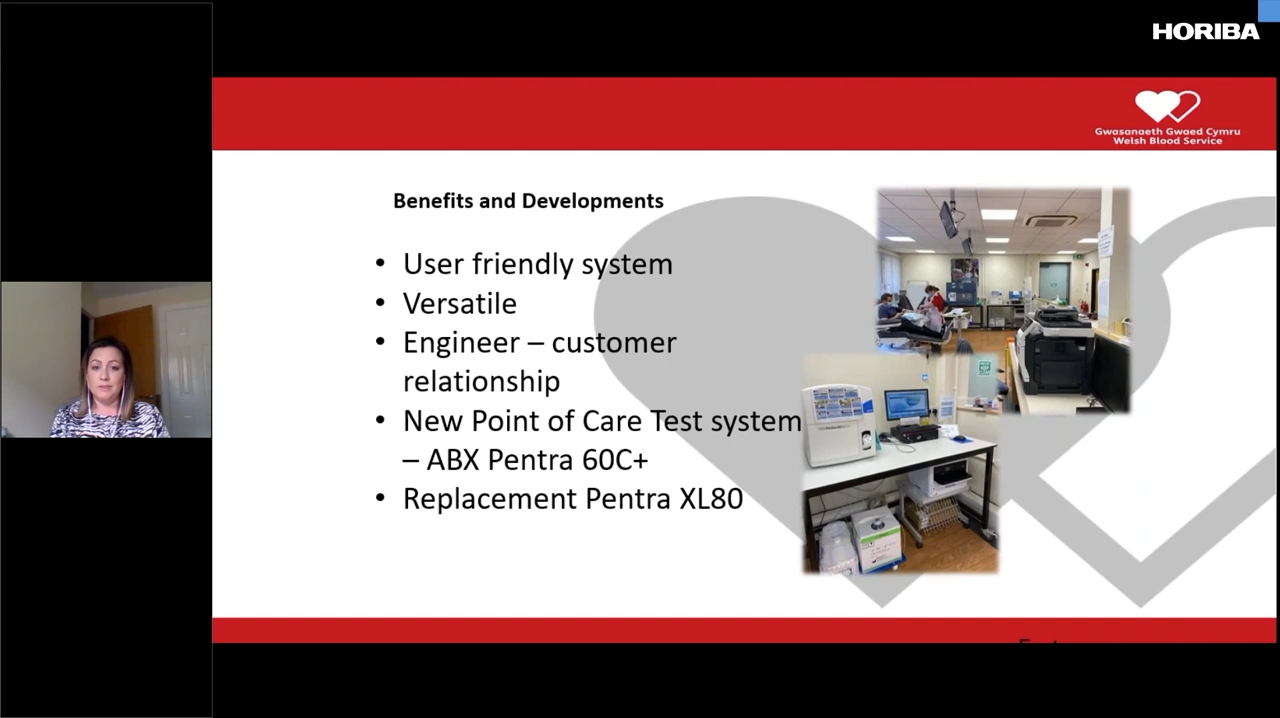 HORIBA
Gwasanaeth Gwaed Cymru
Welsh Blood Service
Benefits and Developments
• User friendly system
• Versatile
• Engineer – customer
relationship
• New Point of Care Test system
– ABX Pentra 60C+
• Replacement Pentra XL80